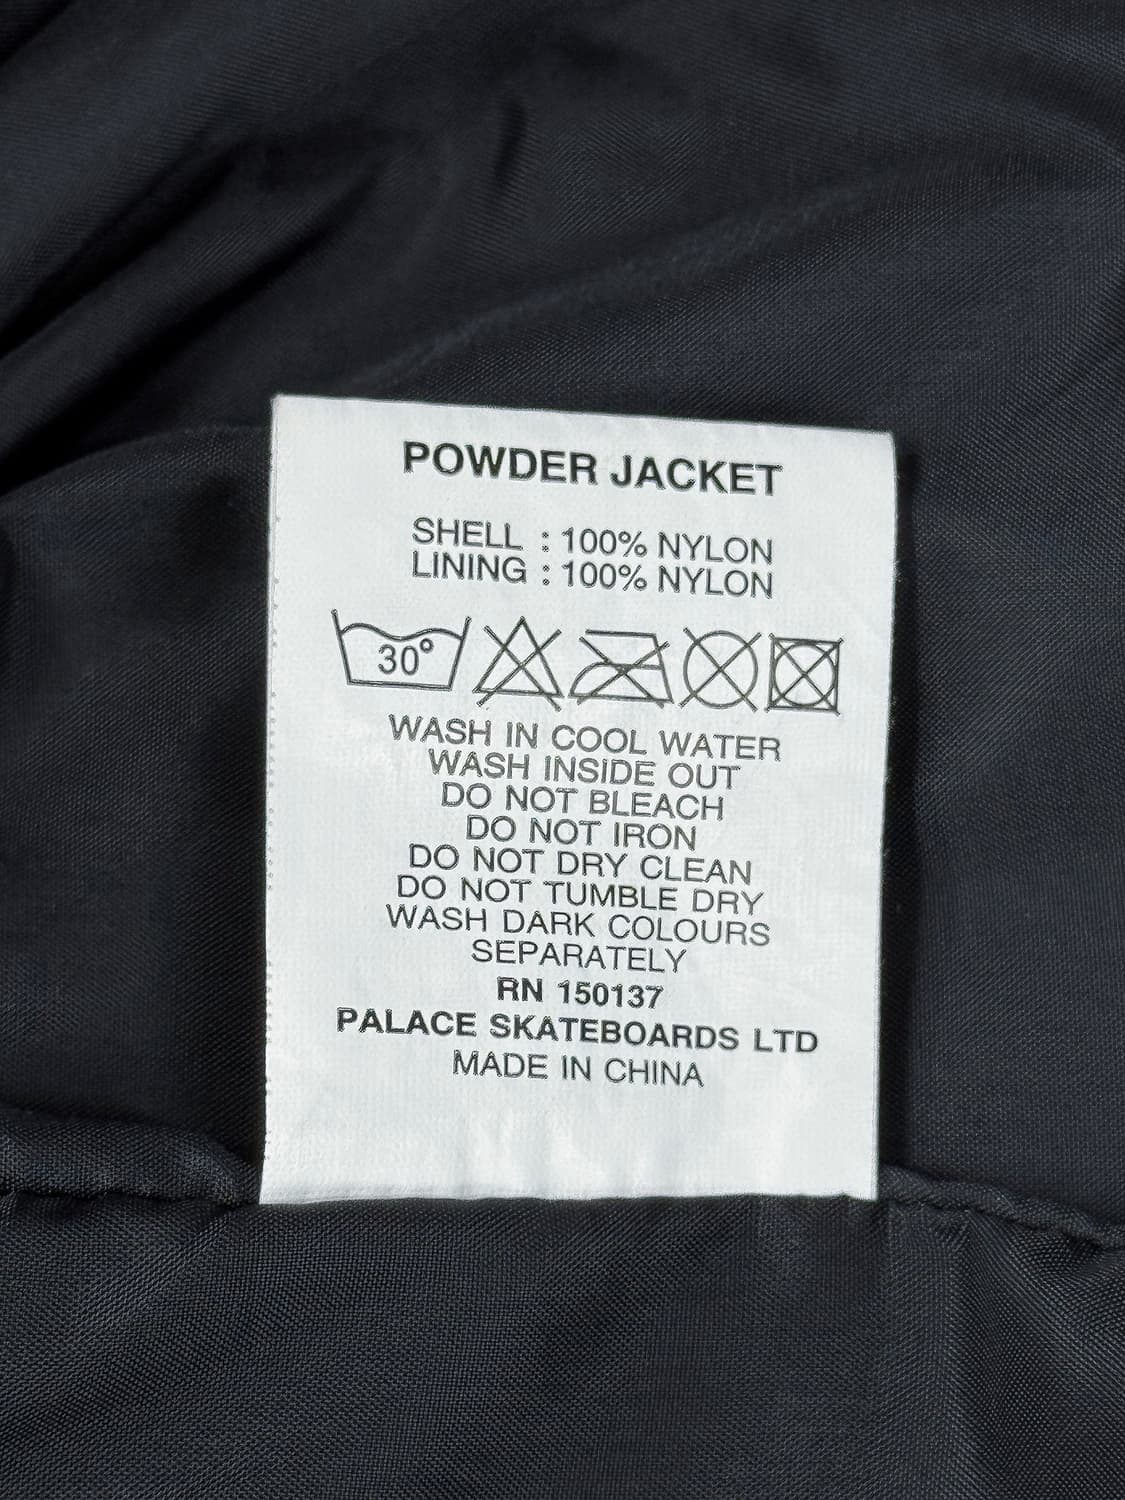 POWDER JACKET
SHELL : 100% NYLON
LINING : 100% NYLON
30°
WASH IN COOL WATER
WASH INSIDE OUT
DO NOT BLEACH
DO NOT IRON
DO NOT DRY CLEAN
DO NOT TUMBLE DRY
WASH DARK COLOURS
SEPARATELY
RN 150137
PALACE SKATEBOARDS LTD
MADE IN CHINA